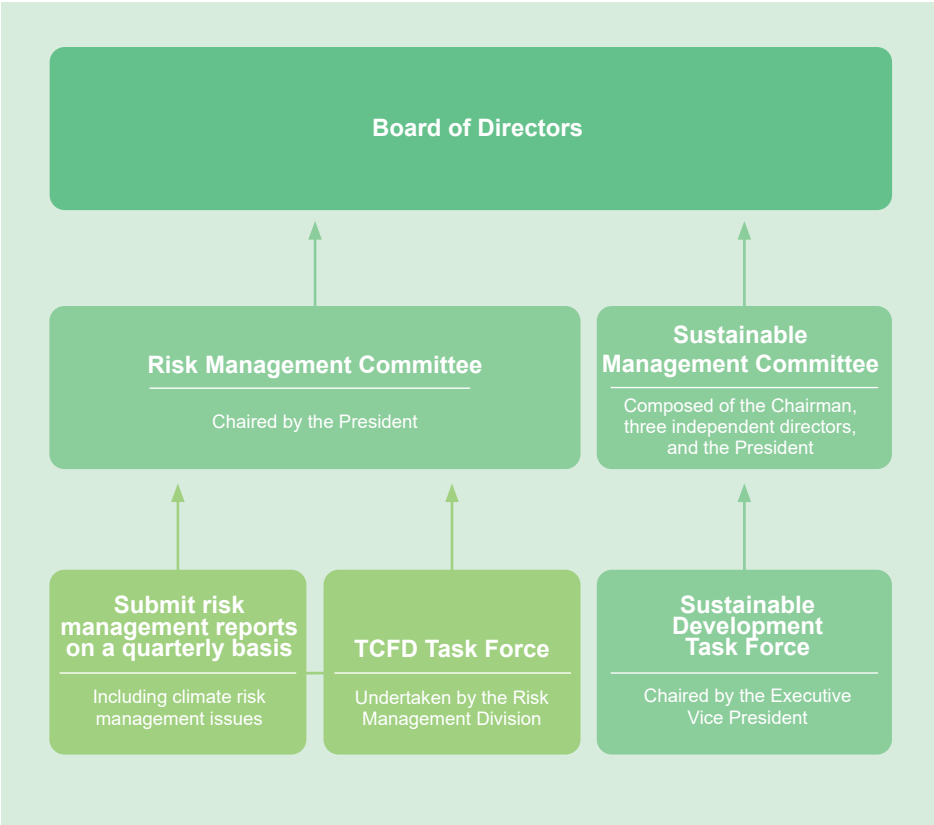 Board of Directors
Risk Management Committee
Chaired by the President
Sustainable
Management Committee
Composed of the Chairman,
three independent directors,
and the President
Submit risk
management reports
on a quarterly basis
Including climate risk
management issues
TCFD Task Force
Undertaken by the Risk
Management Division
Sustainable
Development
Task Force
Chaired by the Executive
Vice President